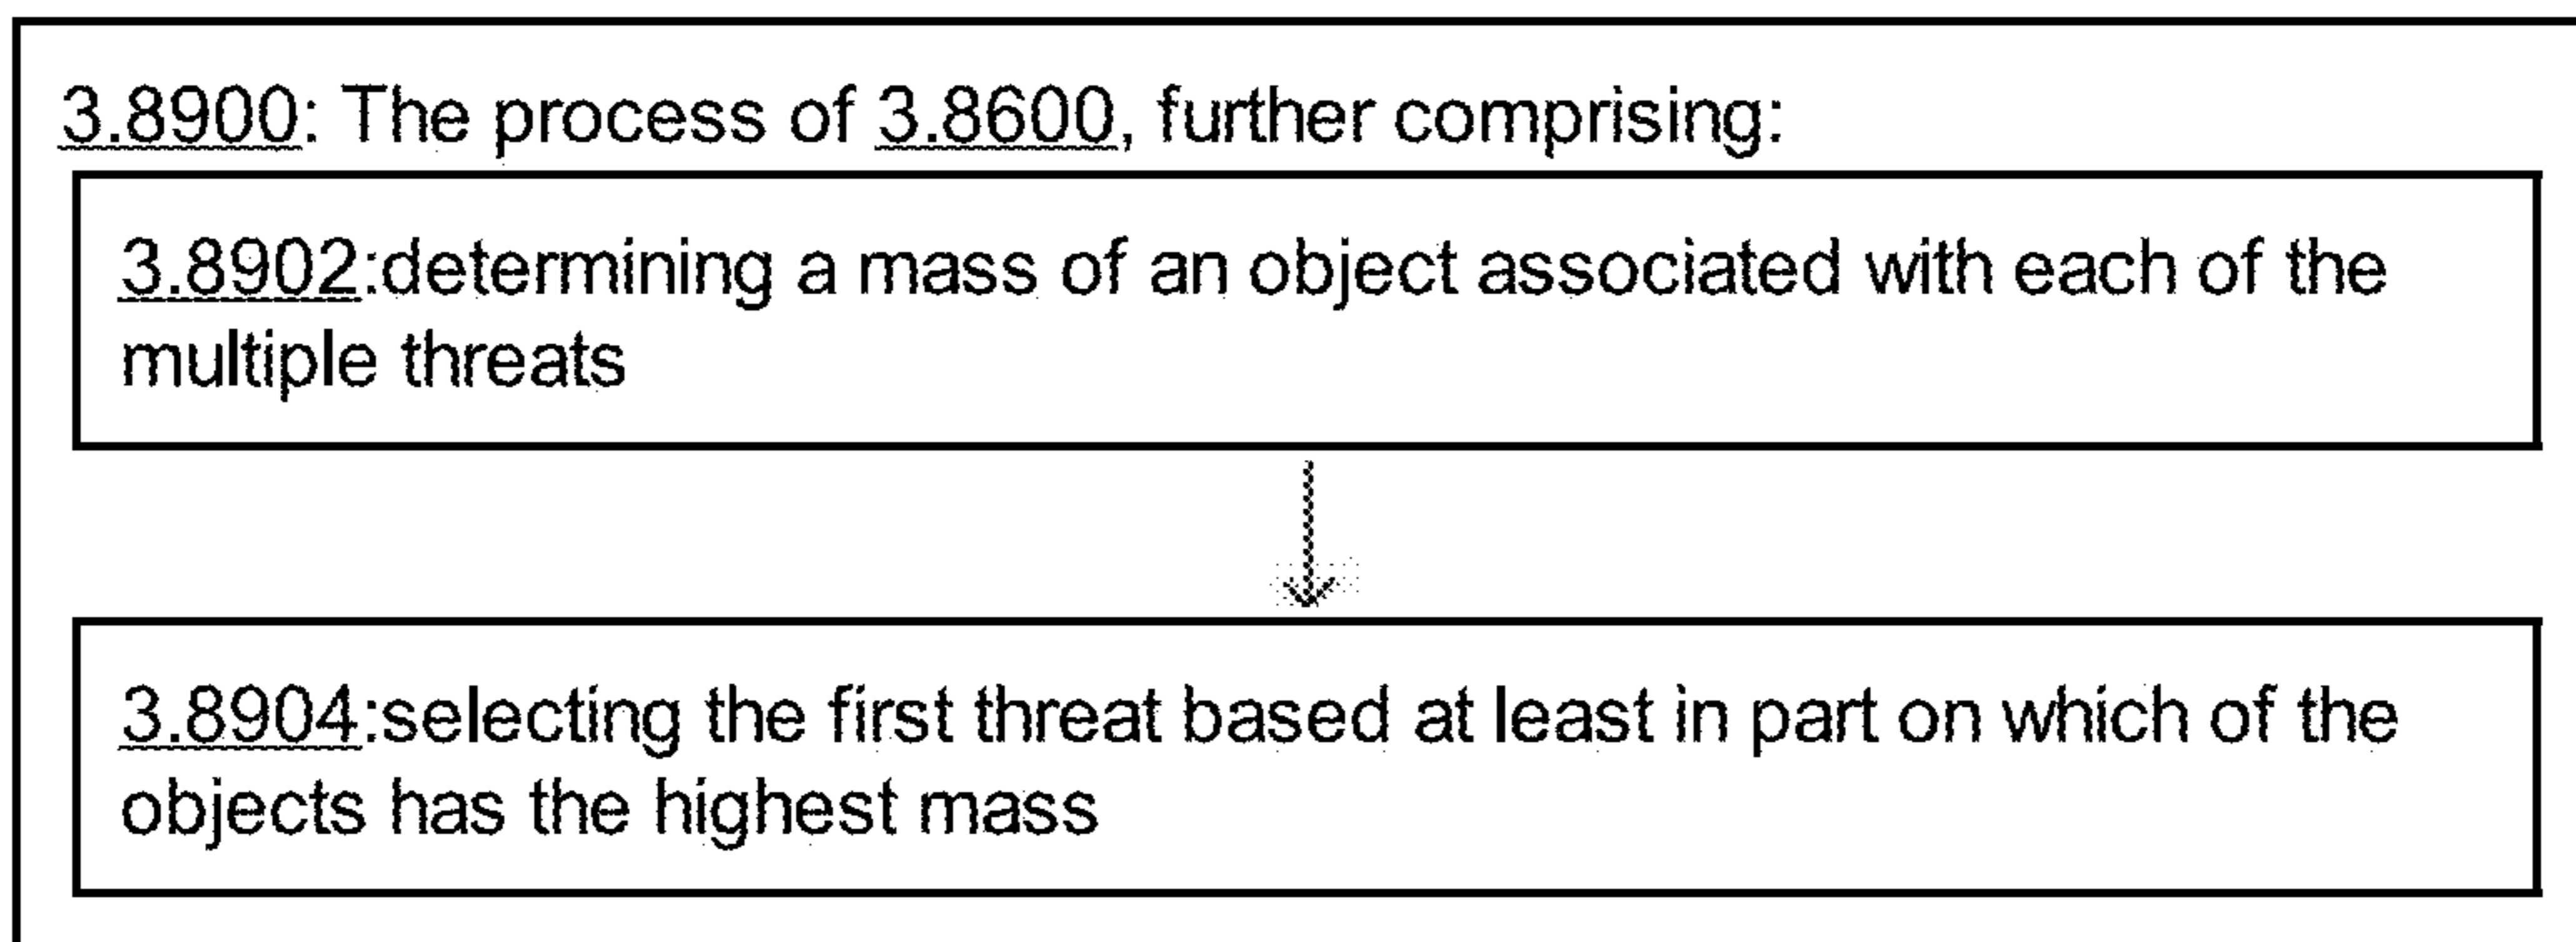 3.8900: The process of 3.8600, further comprising:
3.8902:determining a mass of an object associated with each of the
multiple threats
3.8904:selecting the first threat based at least in part on which of the
objects has the highest mass